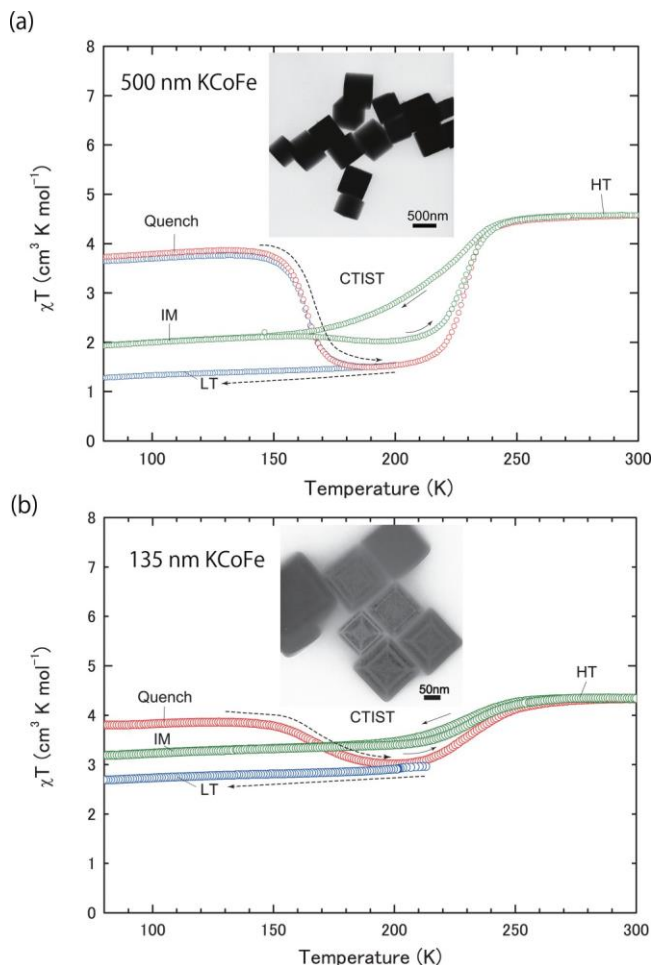 (a)
8
7
6
5
4
3
2
1
0
χT (cm³ K mol⁻¹)
500 nm KCoFe
500nm
HT
Quench
CTIST
IM
LT
100
150
200
250
300
Temperature (K)
(b)
8
7
6
5
4
3
2
1
0
χT (cm³ K mol⁻¹)
135 nm KCoFe
50nm
HT
Quench
CTIST
IM
LT
100
150
200
250
300
Temperature (K)